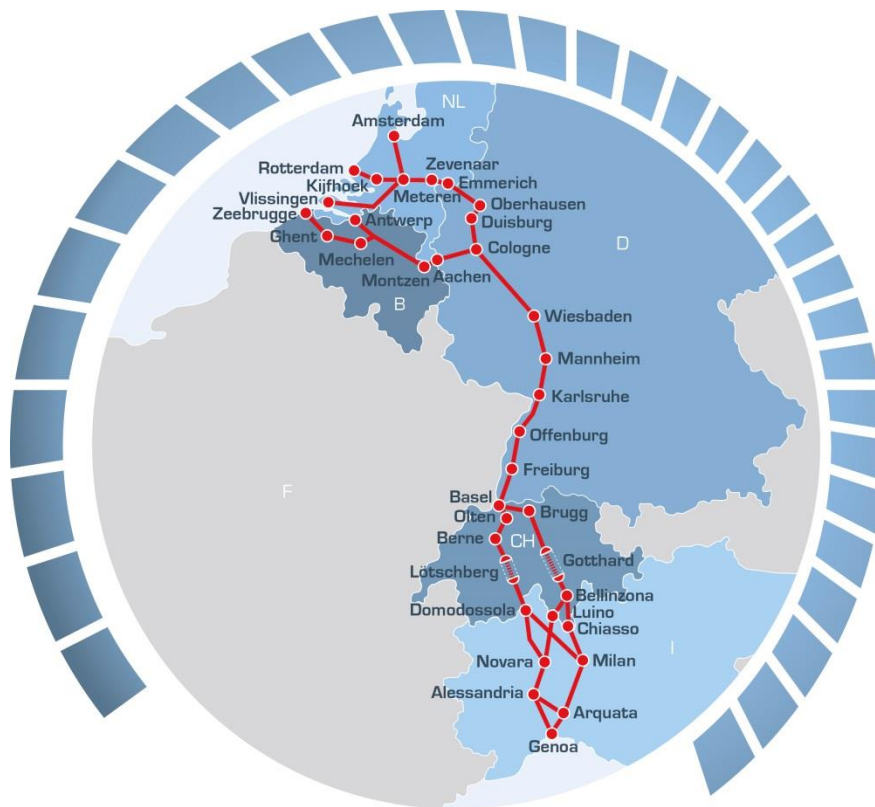 NL
Amsterdam
Rotterdam
Zevenaar
Kijfhoek
Emmerich
Vlissingen
Meteren
Oberhausen
Zeebrugge
Antwerp
Duisburg
Ghent
Cologne
D
Mechelen
Aachen
Montzen
B
Wiesbaden
Mannheim
Karlsruhe
Offenburg
Freiburg
F
Basel
Brugg
Olten
Berne
CH
Gotthard
Lötschberg
Bellinzona
Domodossola
Luino
Chiasso
I
Novara
Milan
Alessandria
Arquata
Genoa